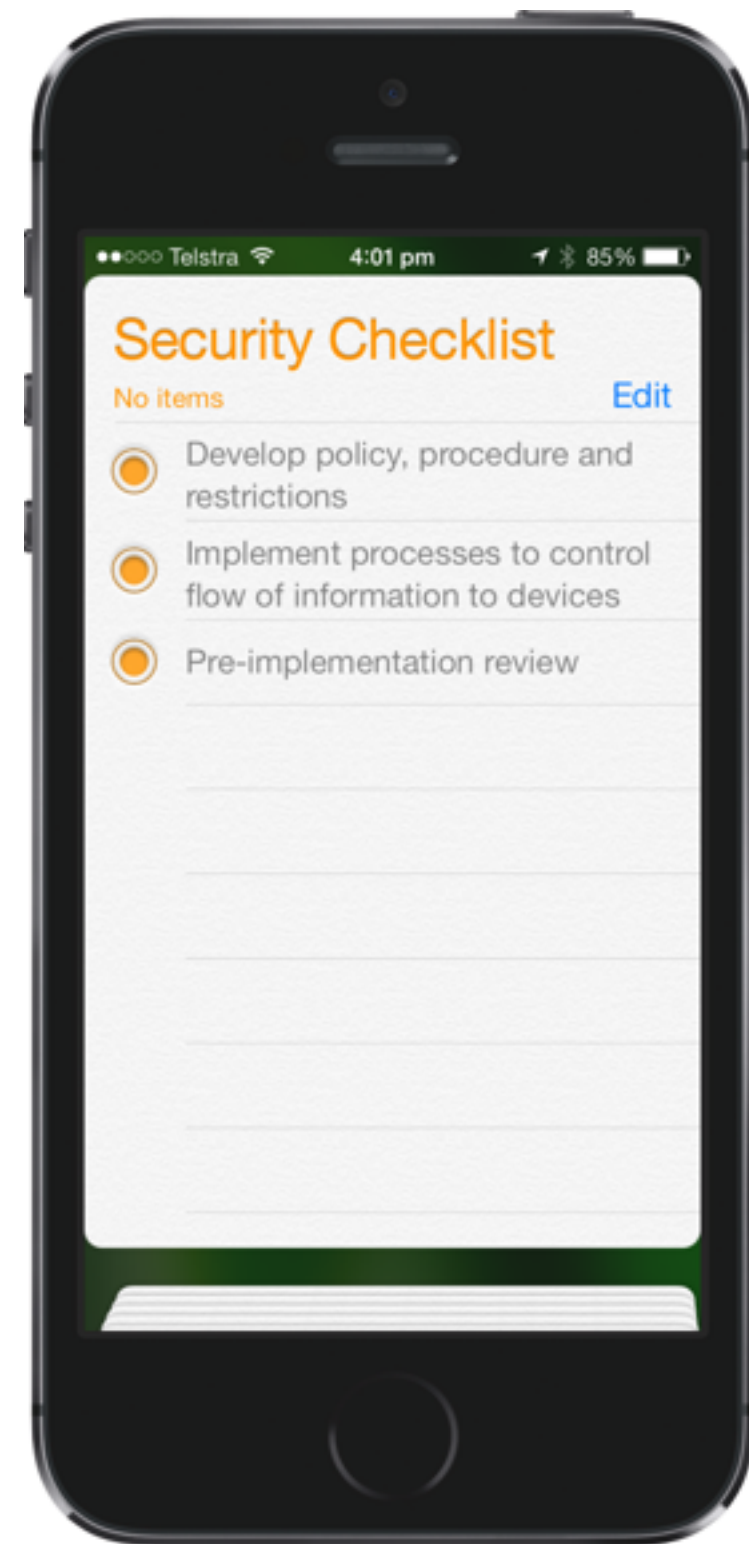 Telstra 4:01 pm 85%
Security Checklist
No items Edit
Develop policy, procedure and
restrictions
Implement processes to control
flow of information to devices
Pre-implementation review